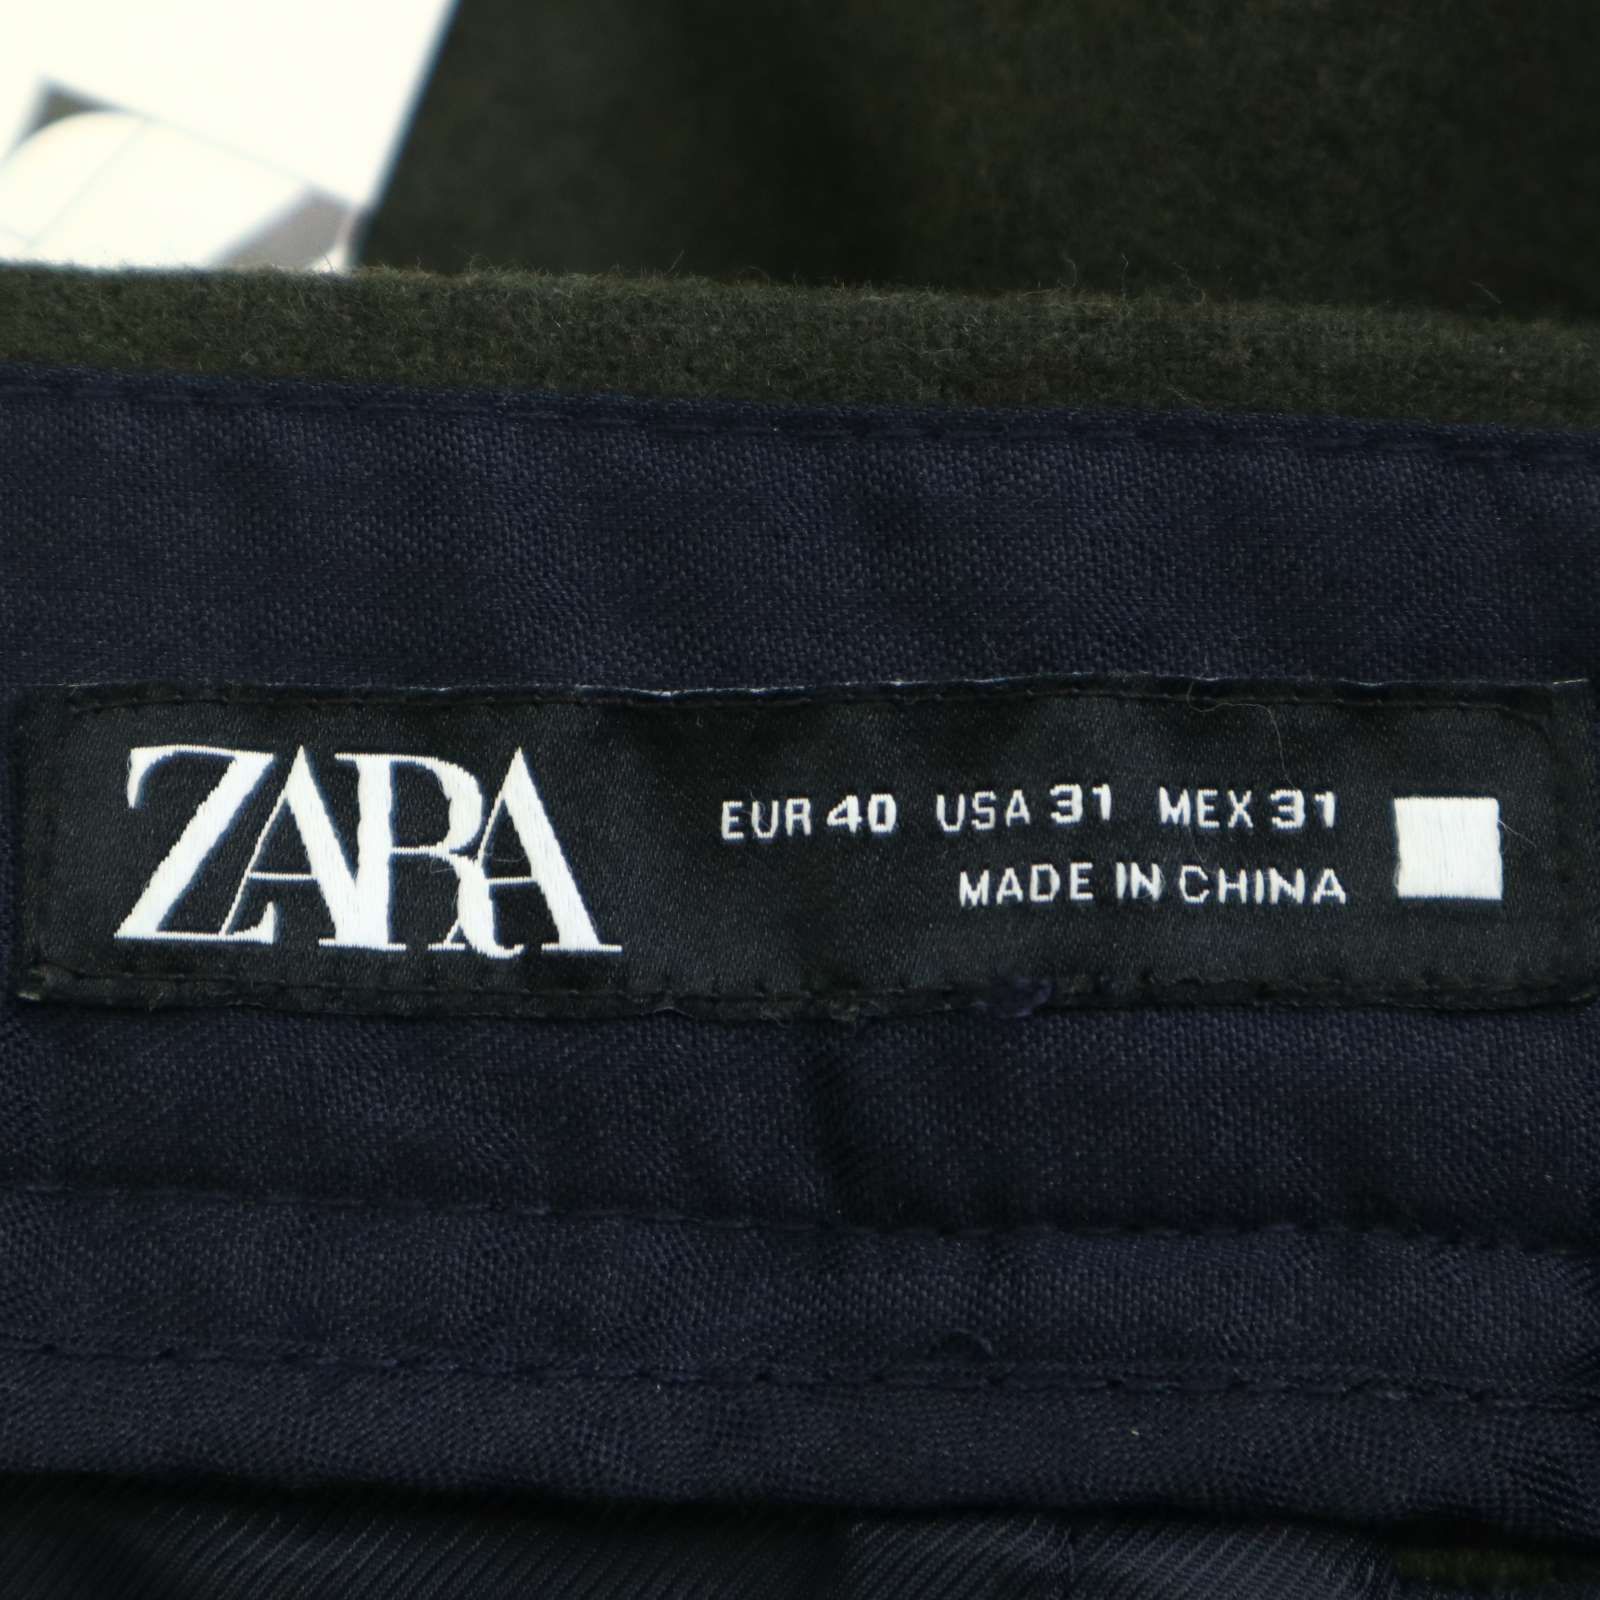 ZARA
EUR 40 USA 31 MEX 31
MADE IN CHINA